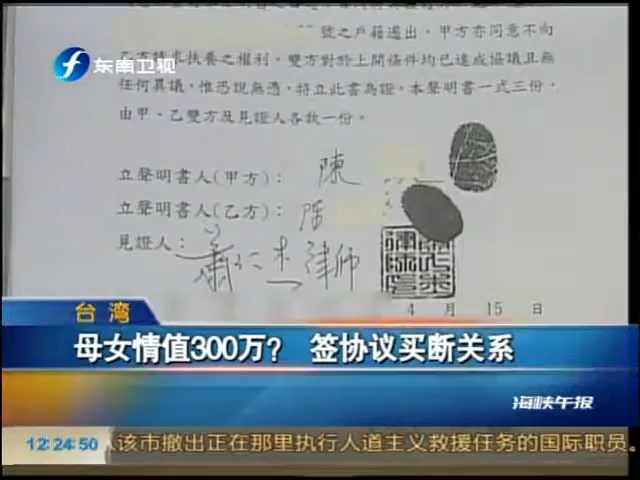 號之戶籍遷出,甲方亦同意不向
东南卫视
乙方請求扶養之權利。雙方對於上開條件均已達成協議且無
任何異議,惟恐說無憑,特立此書為證。本聲明書一式三份,
由甲、乙雙方及見證人各執一份。
立聲明書人(甲方):陳
立聲明書人(乙方):
見證人:
律師
4 月 15 日
台湾
母女情值300万? 签协议买断关系
海峡午报
12:24:50
从该市撤出正在那里执行人道主义救援任务的国际职员。